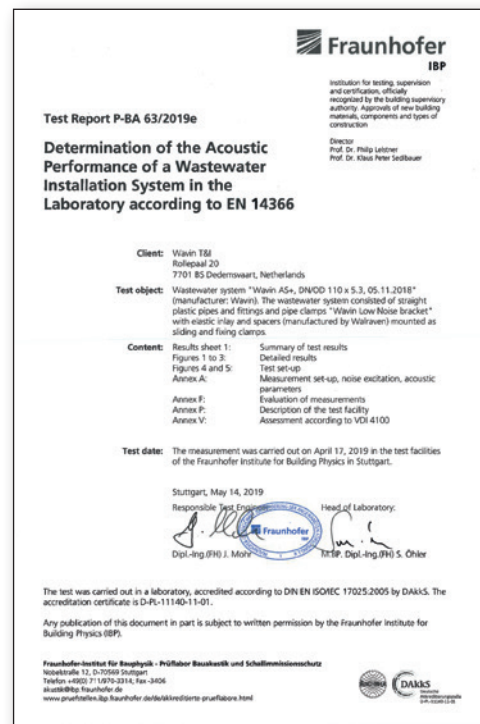 Fraunhofer
IBP
Institution for testing, supervision
and certification, officially
recognized by the building supervisory
authority. Approvals of new building
materials, components and types of
construction
Director
Prof. Dr. Philip Leistner
Prof. Dr. Klaus Peter Sedlbauer
Test Report P-BA 63/2019e
Determination of the Acoustic
Performance of a Wastewater
Installation System in the
Laboratory according to EN 14366
Client: Wavin T&I
Rollepaal 20
7701 BS Dedemsvaart, Netherlands
Test object: Wastewater system "Wavin AS+, DN/OD 110 x 5.3, 05.11.2018"
(manufacturer: Wavin). The wastewater system consisted of straight
plastic pipes and fittings and pipe clamps "Wavin Low Noise bracket"
with elastic inlay and spacers (manufactured by Walraven) mounted as
sliding and fixing clamps.
Content: Results sheet 1: Summary of test results
Figures 1 to 3: Detailed results
Figures 4 and 5: Test set-up
Annex A: Measurement set-up, noise excitation, acoustic
parameters
Annex F: Evaluation of measurements
Annex P: Description of the test facility
Annex V: Assessment according to VDI 4100
Test date: The measurement was carried out on April 17, 2019 in the test facilities
of the Fraunhofer Institute for Building Physics in Stuttgart.
Stuttgart, May 14, 2019
Responsible Test Engineer: Head of Laboratory:
Fraunhofer
Dipl.-Ing.(FH) J. Mohr M.BP. Dipl.-Ing.(FH) S. Öhler
The test was carried out in a laboratory, accredited according to DIN EN ISO/IEC 17025:2005 by DAkkS. The
accreditation certificate is D-PL-11140-11-01.
Any publication of this document in part is subject to written permission by the Fraunhofer Institute for
Building Physics (IBP).
Fraunhofer-Institut für Bauphysik - Prüflabor Bauakustik und Schallimmissionsschutz
Nobelstraße 12, D-70569 Stuttgart
Telefon +49(0) 711/970-3314, Fax -3406
akustik@ibp.fraunhofer.de
www.pruefstellen.ibp.fraunhofer.de/de/akkreditierte-prueflabore.html
DAkkS
Deutsche
Akkreditierungsstelle
D-PL-11140-11-01